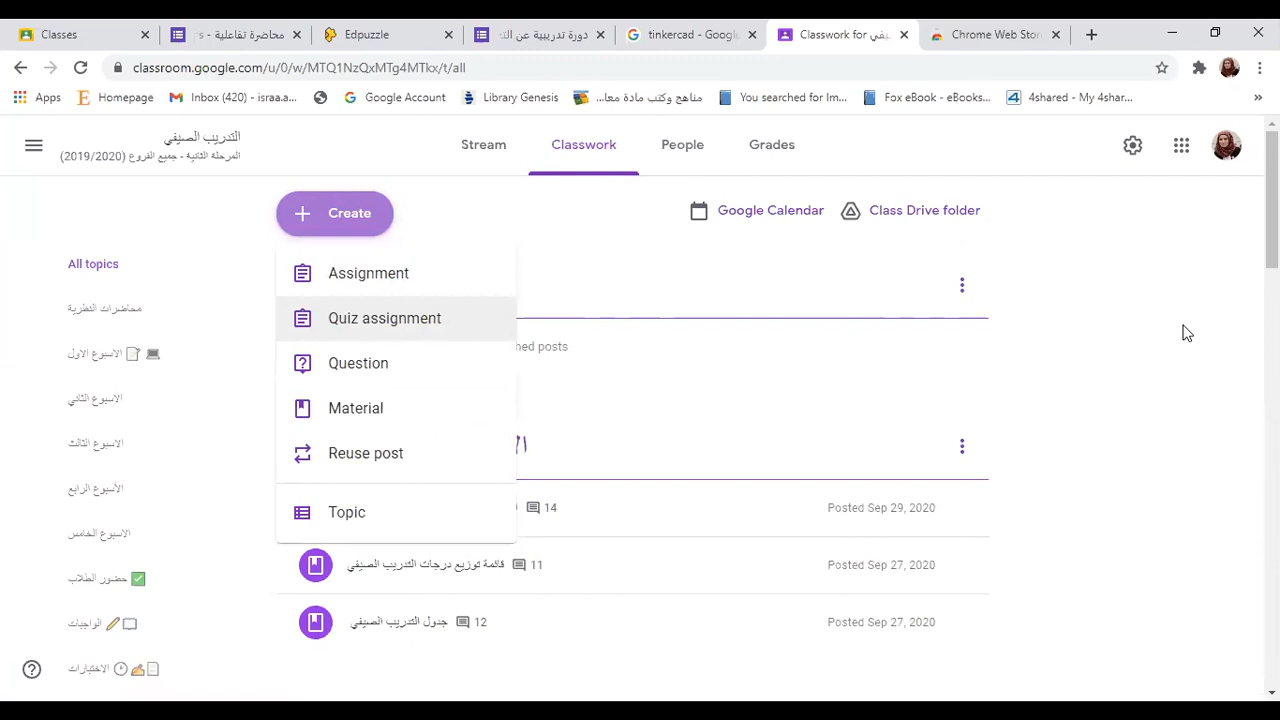 Classes
محاضرة تفاعلية - s
Edpuzzle
دورة تدريبية عن الت
tinkercad - Google
Classwork for صيفي
Chrome Web Stor
classroom.google.com/u/0/w/MTQ1NzQxMTg4MTkx/t/all
Apps
Homepage
Inbox (420) - israa.a...
Google Account
Library Genesis
مناهج وكتب مادة معا...
You searched for Im...
Fox eBook - eBooks...
4shared - My 4shar...
التدريب الصيفي
المرحلة الثانية - جميع الفروع (2019/2020)
Stream
Classwork
People
Grades
Create
Google Calendar
Class Drive folder
All topics
محاضرات النظرية
الاسبوع الاول
الاسبوع الثاني
الاسبوع الثالث
الأسبوع الرابع
الاسبوع الخامس
حضور الطلاب
الواجبات
الاختبارات
Assignment
Quiz assignment
Question
Material
Reuse post
Topic
hed posts
14
Posted Sep 29, 2020
قائمة توزيع درجات التدريب الصيفي
11
Posted Sep 27, 2020
جدول التدريب الصيفي
12
Posted Sep 27, 2020